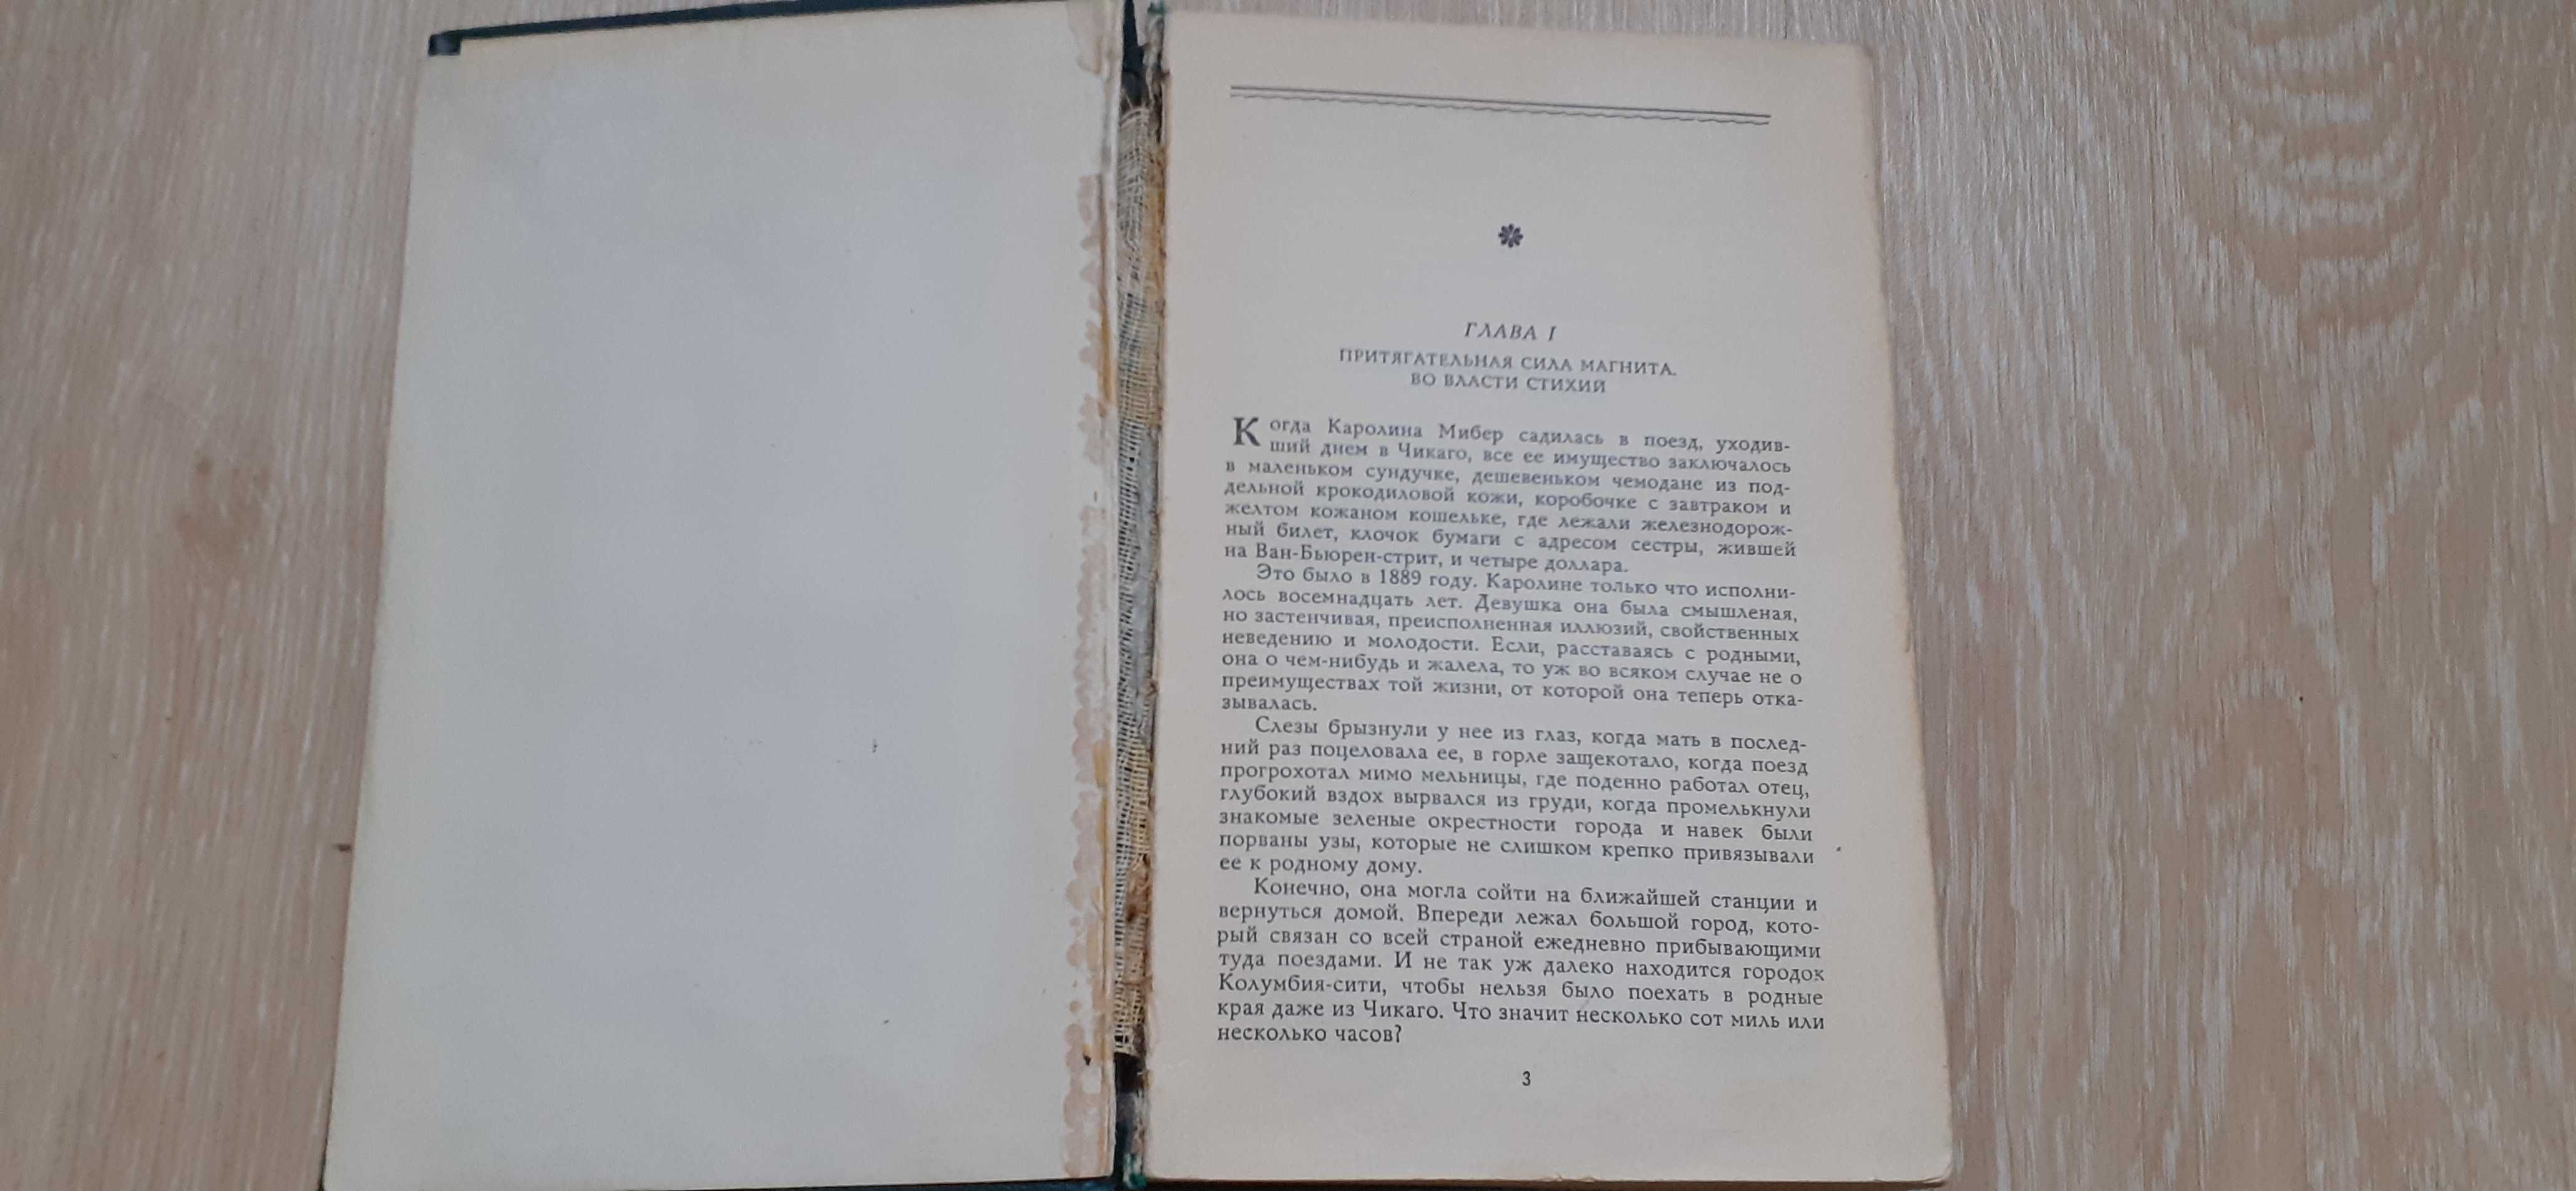 ГЛАВА I
ПРИТЯГАТЕЛЬНАЯ СИЛА МАГНИТА.
ВО ВЛАСТИ СТИХИЙ
Когда Каролина Мибер садилась в поезд, уходив-
ший днем в Чикаго, все ее имущество заключалось
в маленьком сундучке, дешевеньком чемодане из под-
дельной крокодиловой кожи, коробочке с завтраком и
желтом кожаном кошельке, где лежали железнодорож-
ный билет, клочок бумаги с адресом сестры, жившей
на Ван-Бьюрен-стрит, и четыре доллара.
Это было в 1889 году. Каролине только что исполни-
лось восемнадцать лет. Девушка она была смышленая,
но застенчивая, преисполненная иллюзий, свойственных
неведению и молодости. Если, расставаясь с родными,
она о чем-нибудь и жалела, то уж во всяком случае не о
преимуществах той жизни, от которой она теперь отка-
зывалась.
Слезы брызнули у нее из глаз, когда мать в послед-
ний раз поцеловала ее, в горле защекотало, когда поезд
прогрохотал мимо мельницы, где поденно работал отец,
глубокий вздох вырвался из груди, когда промелькнули
знакомые зеленые окрестности города и навек были
порваны узы, которые не слишком крепко привязывали
ее к родному дому.
Конечно, она могла сойти на ближайшей станции и
вернуться домой. Впереди лежал большой город, кото-
рый связан со всей страной ежедневно прибывающими
туда поездами. И не так уж далеко находится городок
Колумбия-сити, чтобы нельзя было поехать в родные
края даже из Чикаго. Что значит несколько сот миль или
несколько часов?
3